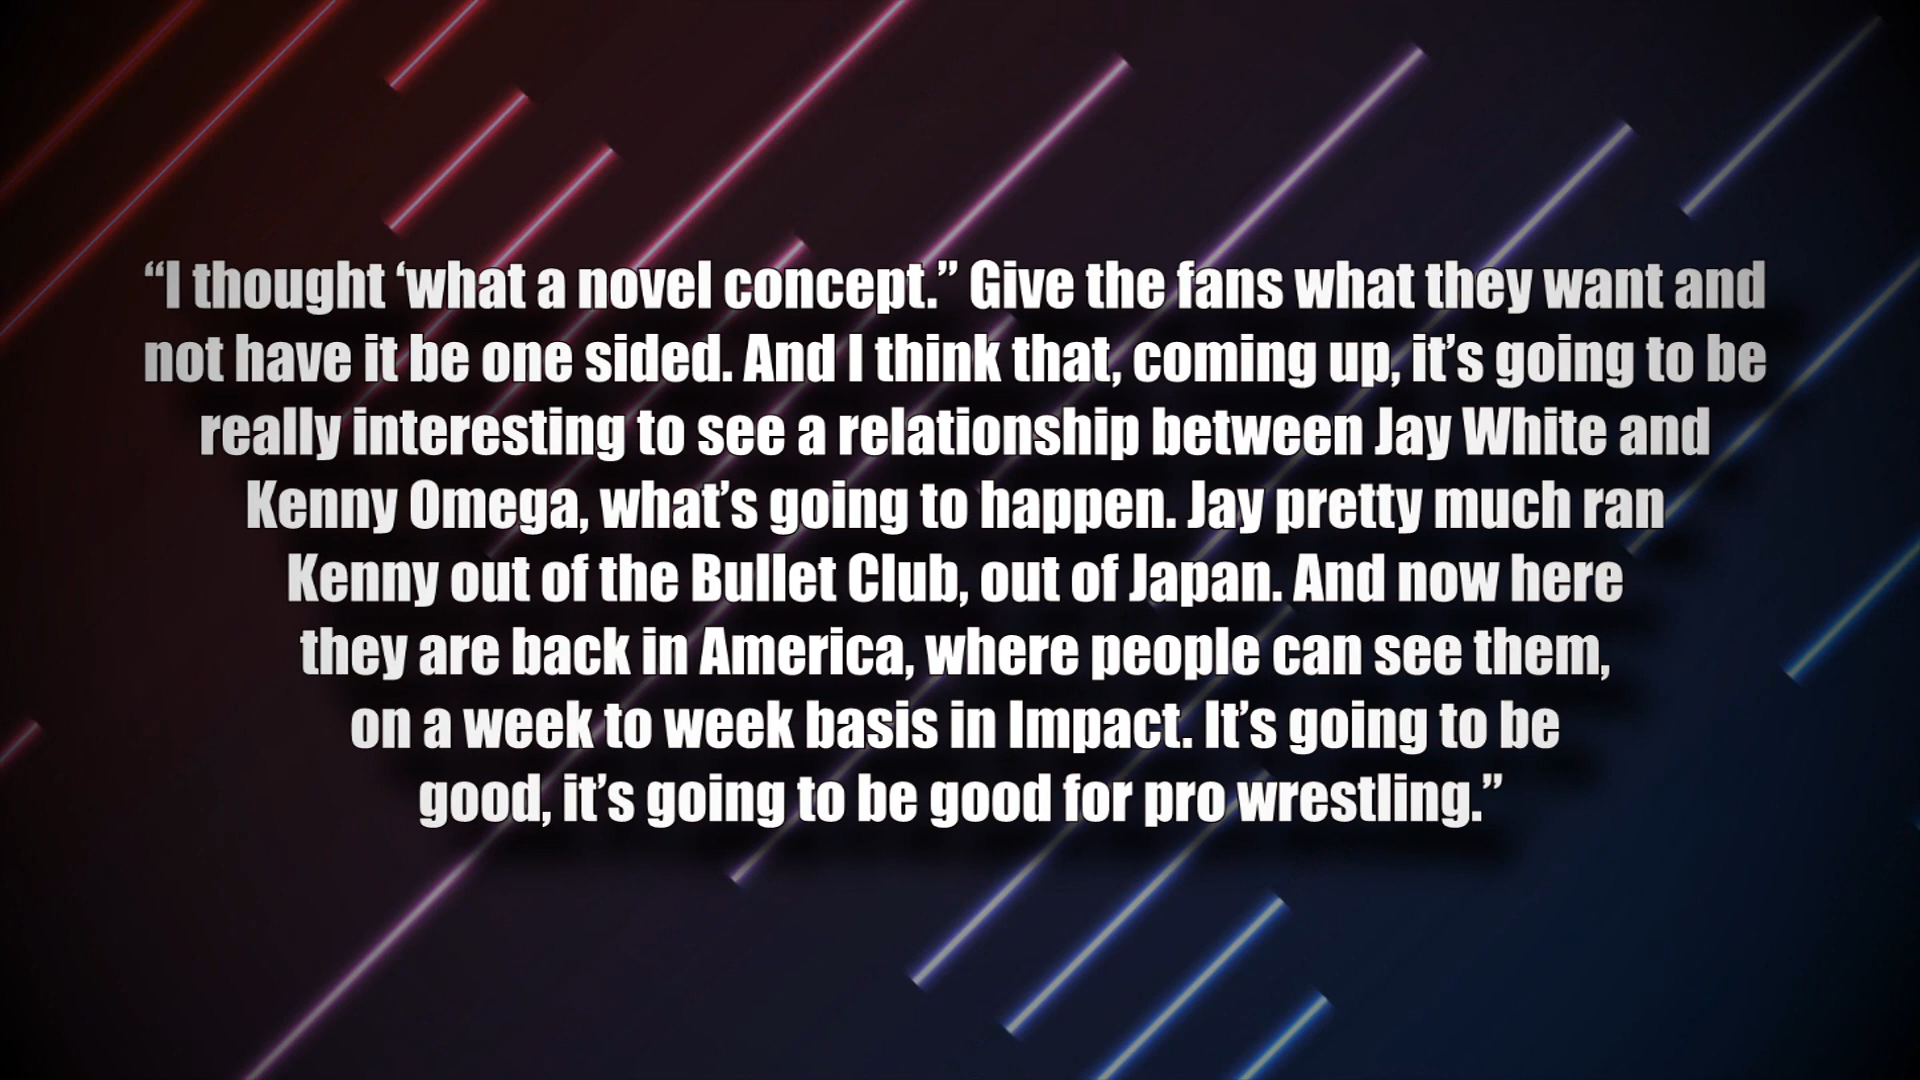 “I thought ‘what a novel concept.” Give the fans what they want and
not have it be one sided. And I think that, coming up, it’s going to be
really interesting to see a relationship between Jay White and
Kenny Omega, what’s going to happen. Jay pretty much ran
Kenny out of the Bullet Club, out of Japan. And now here
they are back in America, where people can see them,
on a week to week basis in Impact. It’s going to be
good, it’s going to be good for pro wrestling.”